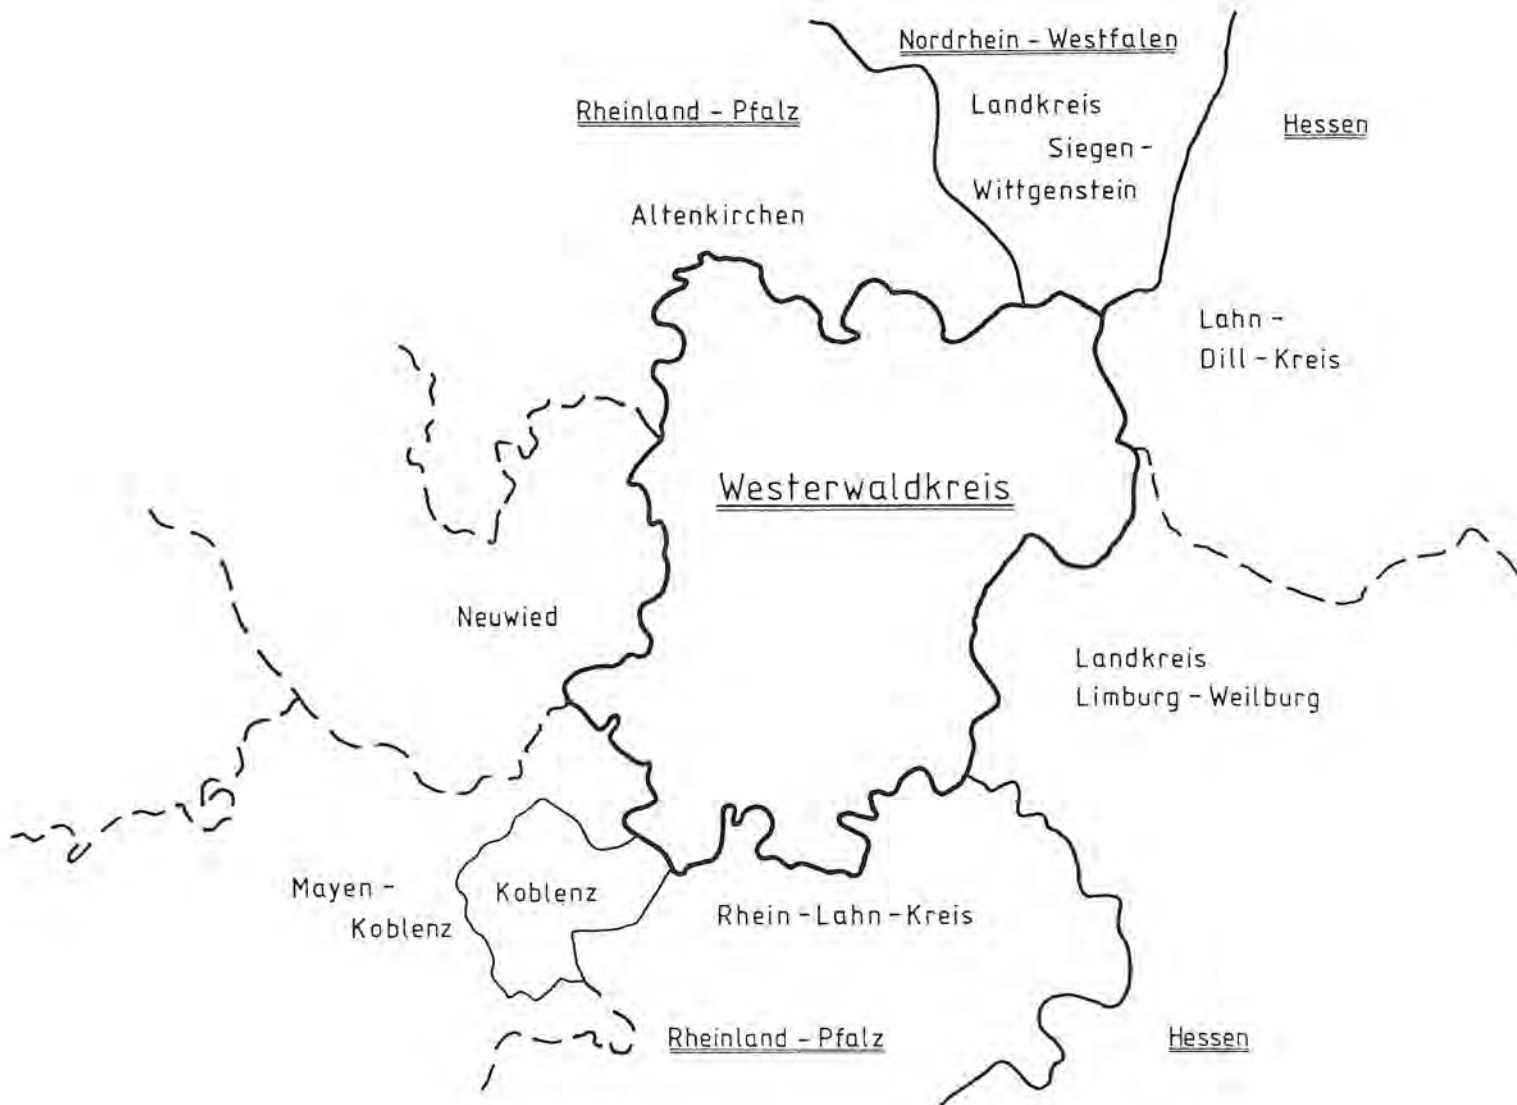 Nordrhein - Westfalen
Rheinland - Pfalz
Landkreis
Siegen -
Wittgenstein
Hessen
Altenkirchen
Lahn -
Dill - Kreis
Westerwaldkreis
Neuwied
Landkreis
Limburg - Weilburg
Mayen -
Koblenz
Koblenz
Rhein - Lahn - Kreis
Rheinland - Pfalz
Hessen